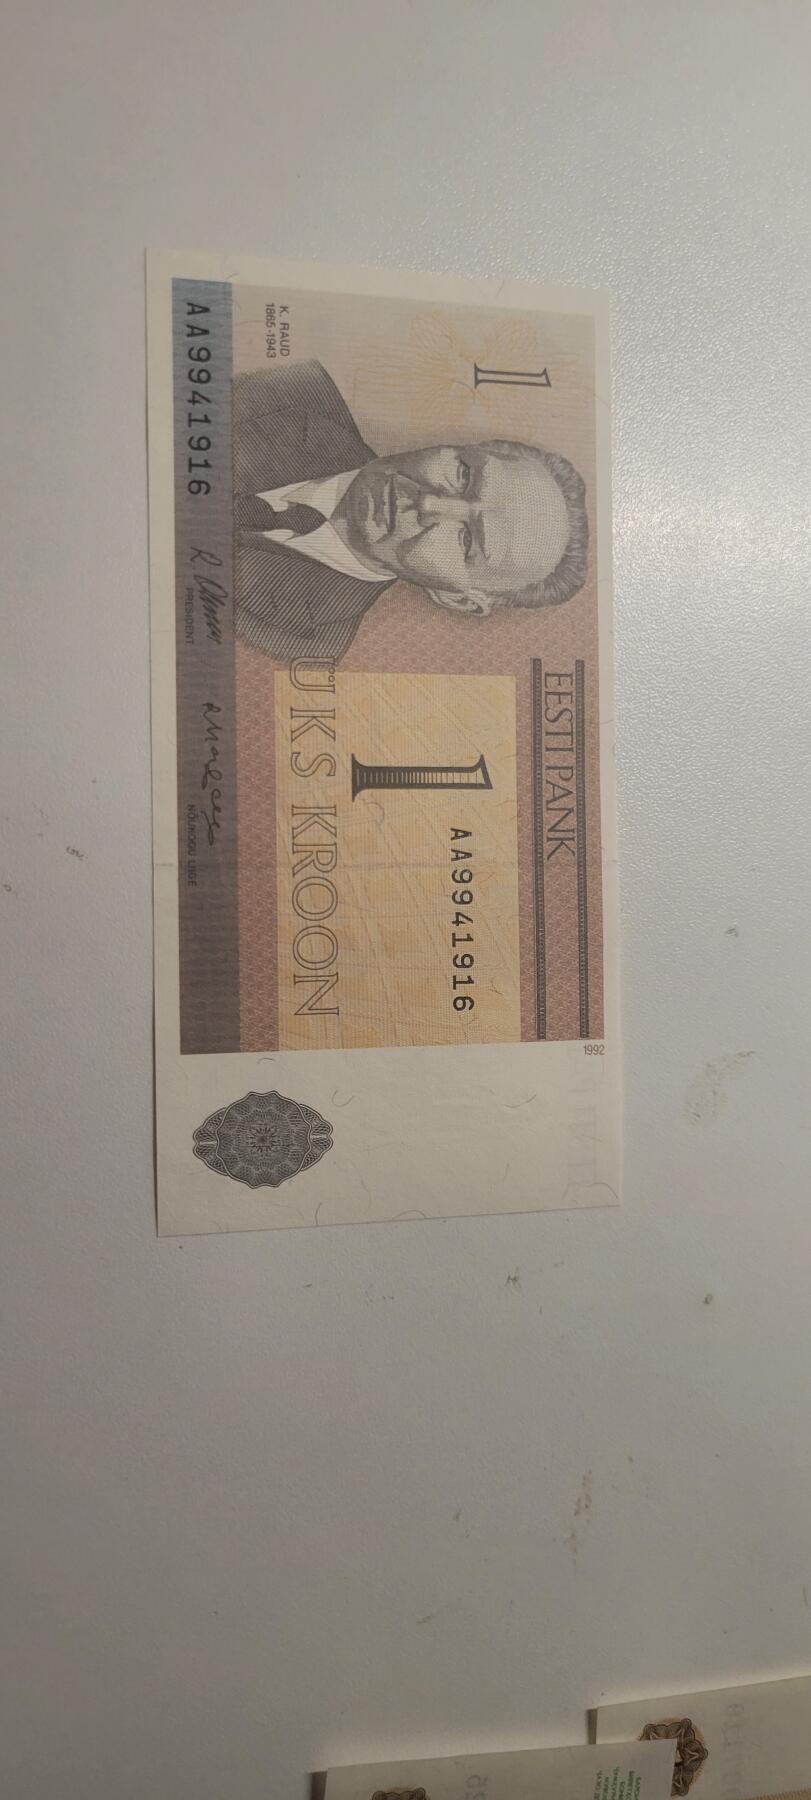 1
K. RAUD
1865-1943
EESTI PANK
1
AA9941916
ÜKS KROON
AA9941916
PRESIDENT
NÕUKOGU LIIGE
1992